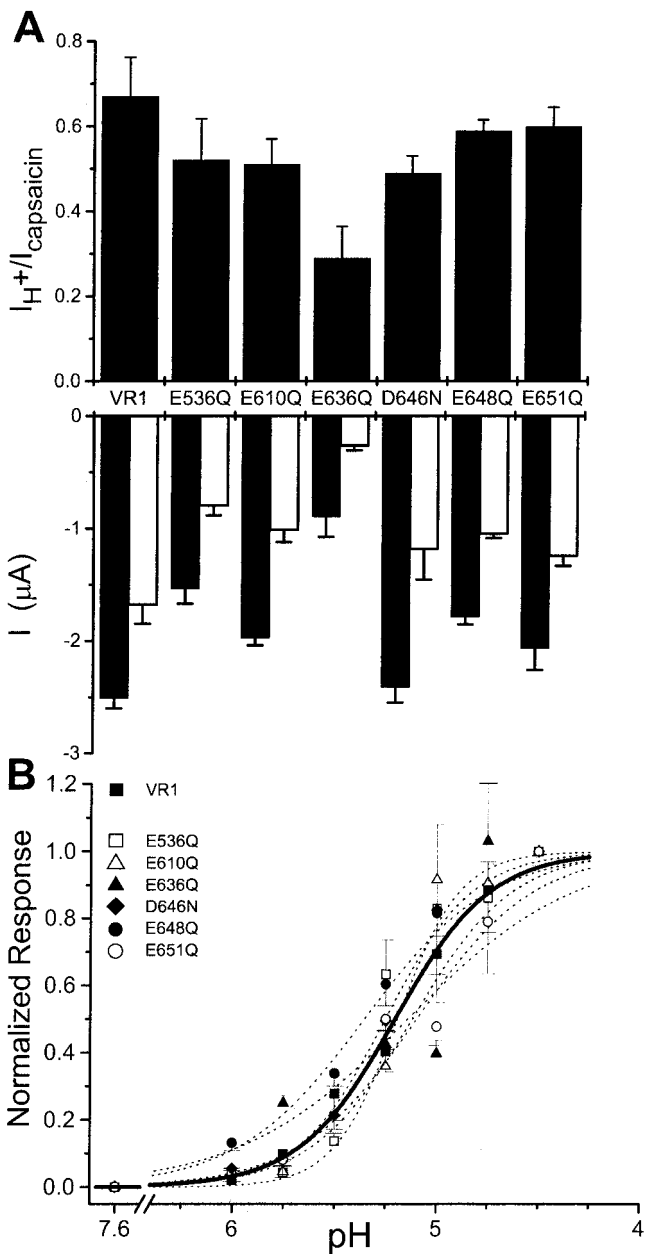 A
I_H+/I_capsaicin
0.8
0.6
0.4
0.2
0.0
VR1 E536Q E610Q E636Q D646N E648Q E651Q
0
-1
-2
-3
I (µA)
B
Normalized Response
1.2
1.0
0.8
0.6
0.4
0.2
0.0
VR1
E536Q
E610Q
E636Q
D646N
E648Q
E651Q
7.6 6 5 4
pH